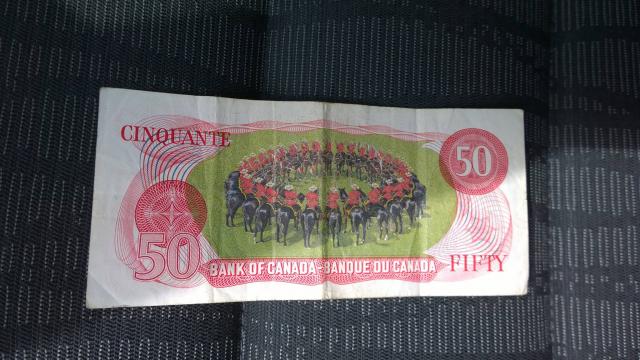 CINQUANTE
50
50
BANK OF CANADA-BANQUE DU CANADA
FIFTY